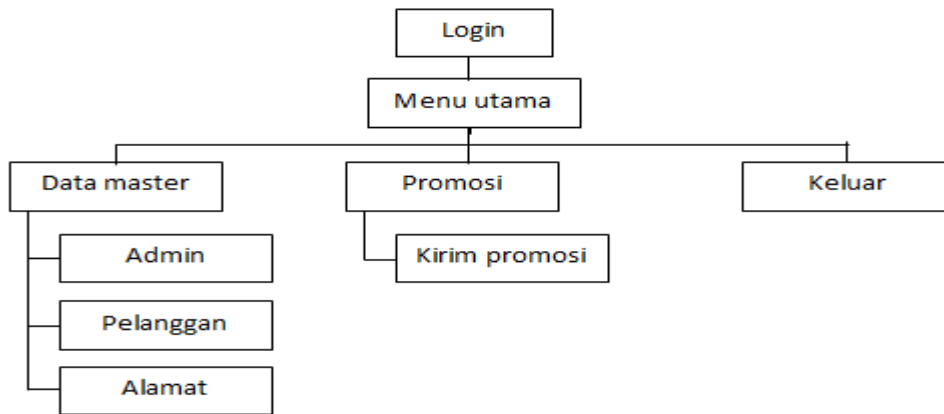 Login
Menu utama
Data master
Promosi
Keluar
Admin
Kirim promosi
Pelanggan
Alamat